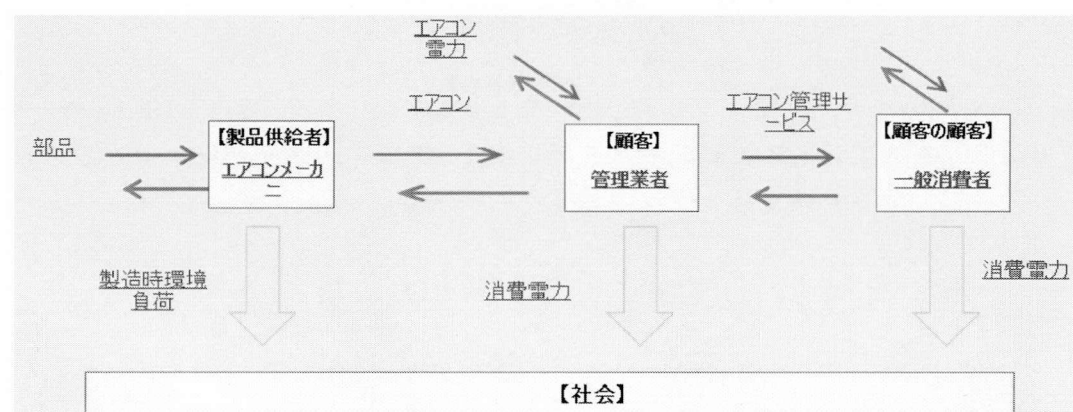 エアコン
電力
エアコン
エアコン管理サ
ービス
部品
【製品供給者】
エアコンメーカ
ニ
【顧客】
管理業者
【顧客の顧客】
一般消費者
製造時環境
負荷
消費電力
消費電力
【社会】